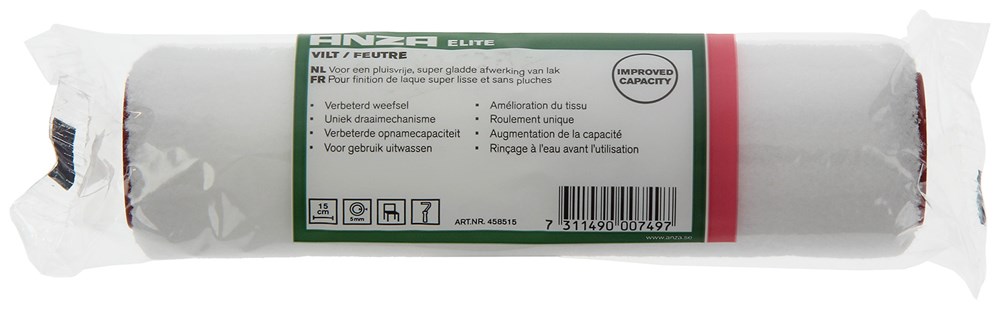 ANZA ELITE
VILT / FEUTRE
NL Voor een pluisvrije, super gladde afwerking van lak
FR Pour finition de laque super lisse et sans pluches
IMPROVED
CAPACITY
• Verbeterd weefsel
• Uniek draaimechanisme
• Verbeterde opnamecapaciteit
• Voor gebruik uitwassen
• Amélioration du tissu
• Roulement unique
• Augmentation de la capacité
• Rinçage à l'eau avant l'utilisation
15
cm
5mm
ART.NR. 458515
7 311490 007497
www.anza.se